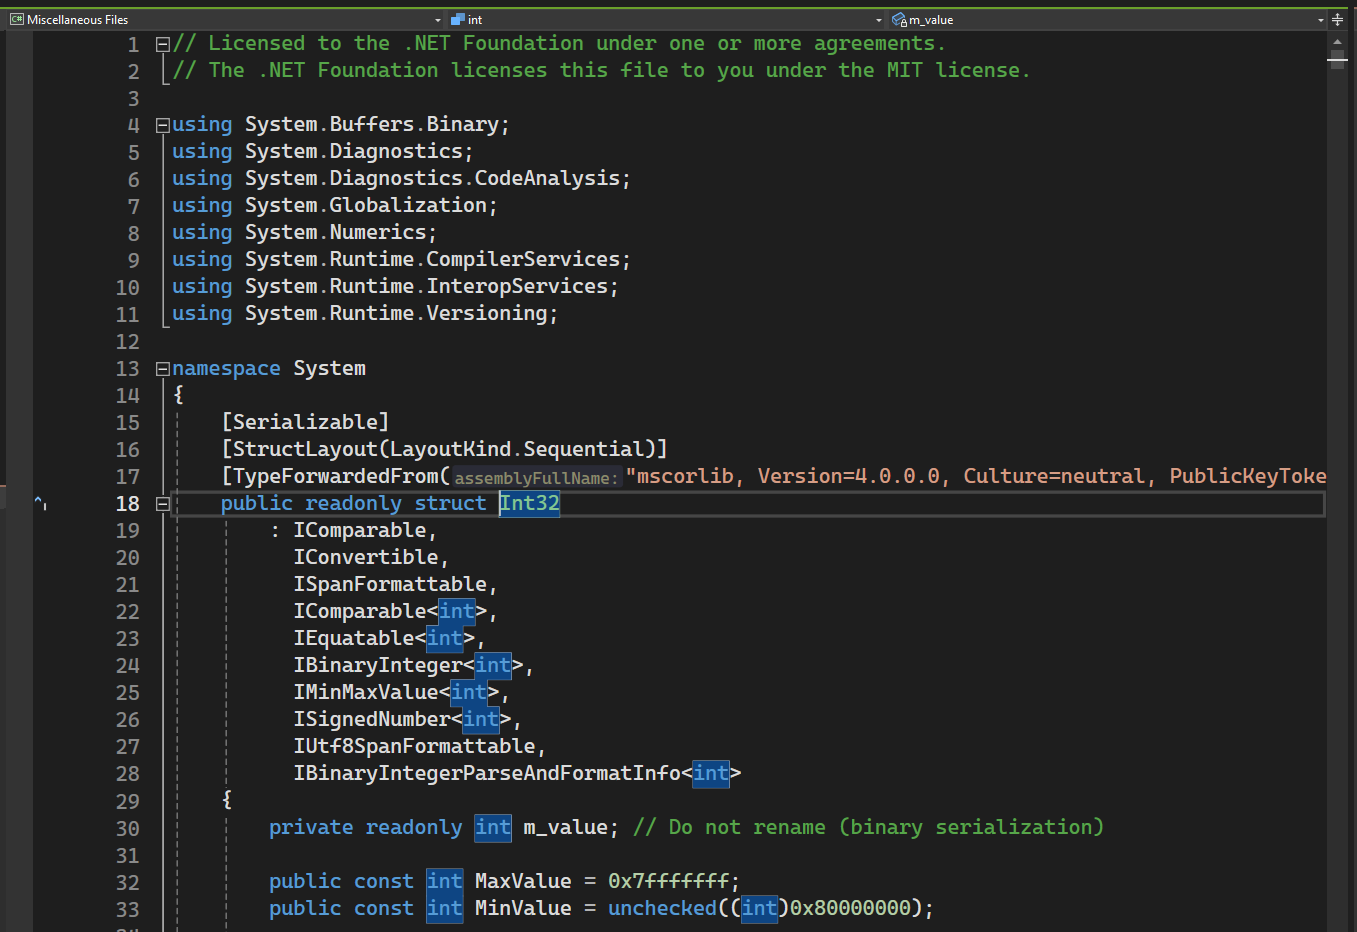 Miscellaneous Files int m_value
1 // Licensed to the .NET Foundation under one or more agreements.
2 // The .NET Foundation licenses this file to you under the MIT license.
3
4 using System.Buffers.Binary;
5 using System.Diagnostics;
6 using System.Diagnostics.CodeAnalysis;
7 using System.Globalization;
8 using System.Numerics;
9 using System.Runtime.CompilerServices;
10 using System.Runtime.InteropServices;
11 using System.Runtime.Versioning;
12
13 namespace System
14 {
15 [Serializable]
16 [StructLayout(LayoutKind.Sequential)]
17 [TypeForwardedFrom(assemblyFullName: "mscorlib, Version=4.0.0.0, Culture=neutral, PublicKeyToke
18 public readonly struct Int32
19 : IComparable,
20 IConvertible,
21 ISpanFormattable,
22 IComparable<int>,
23 IEquatable<int>,
24 IBinaryInteger<int>,
25 IMinMaxValue<int>,
26 ISignedNumber<int>,
27 IUtf8SpanFormattable,
28 IBinaryIntegerParseAndFormatInfo<int>
29 {
30 private readonly int m_value; // Do not rename (binary serialization)
31
32 public const int MaxValue = 0x7fffffff;
33 public const int MinValue = unchecked((int)0x80000000);